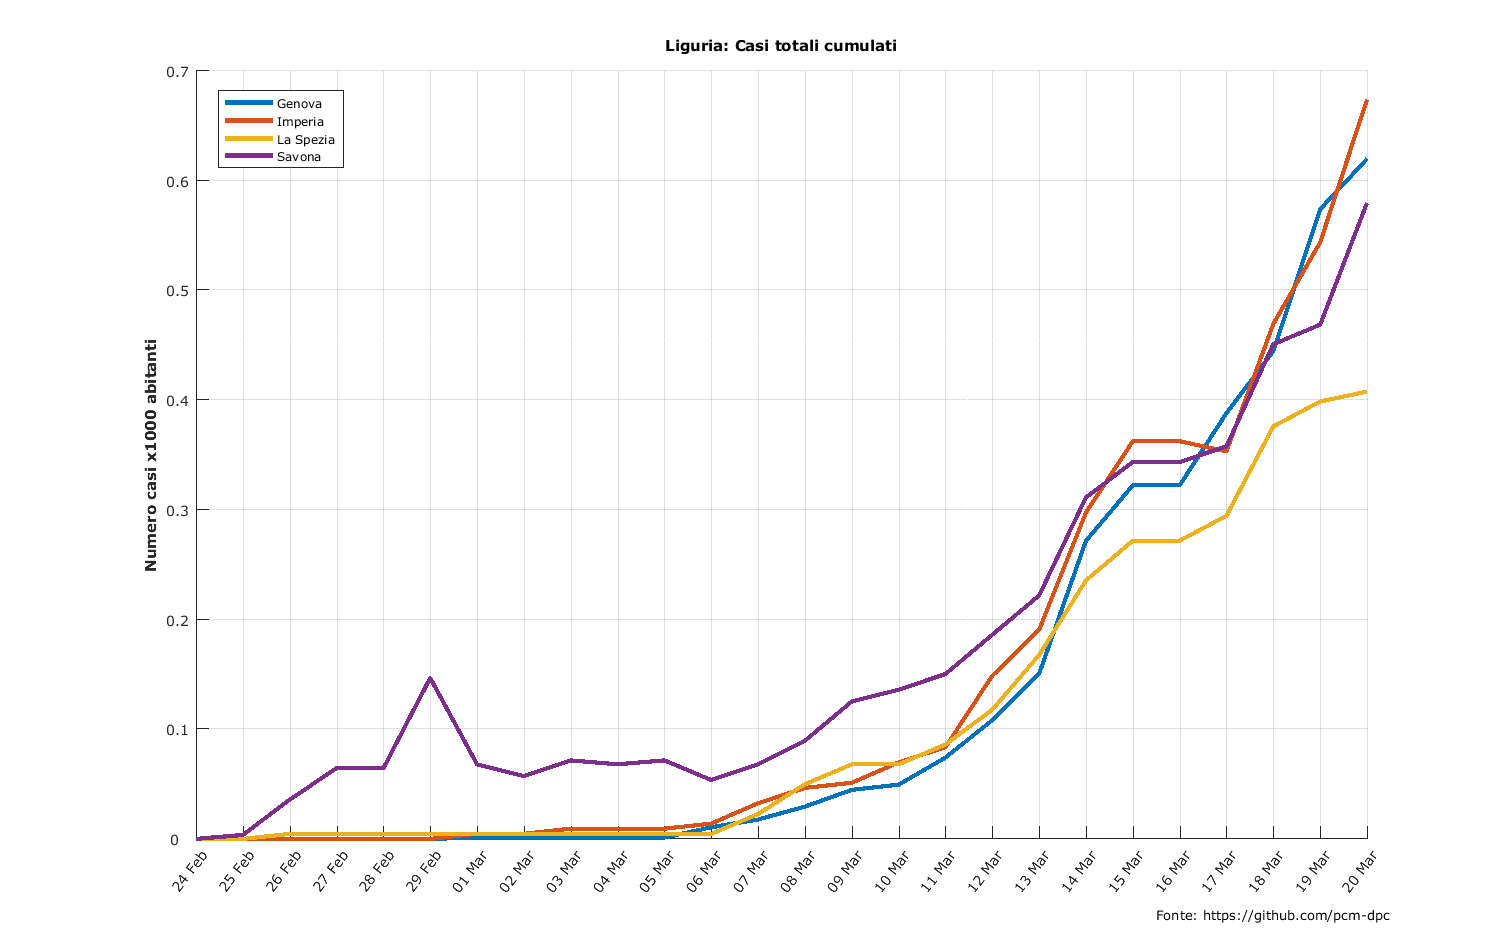 Liguria: Casi totali cumulati
0.7
0.6
0.5
0.4
0.3
0.2
0.1
0
Numero casi x1000 abitanti
Genova
Imperia
La Spezia
Savona
24 Feb
25 Feb
26 Feb
27 Feb
28 Feb
29 Feb
01 Mar
02 Mar
03 Mar
04 Mar
05 Mar
06 Mar
07 Mar
08 Mar
09 Mar
10 Mar
11 Mar
12 Mar
13 Mar
14 Mar
15 Mar
16 Mar
17 Mar
18 Mar
19 Mar
20 Mar
Fonte: https://github.com/pcm-dpc